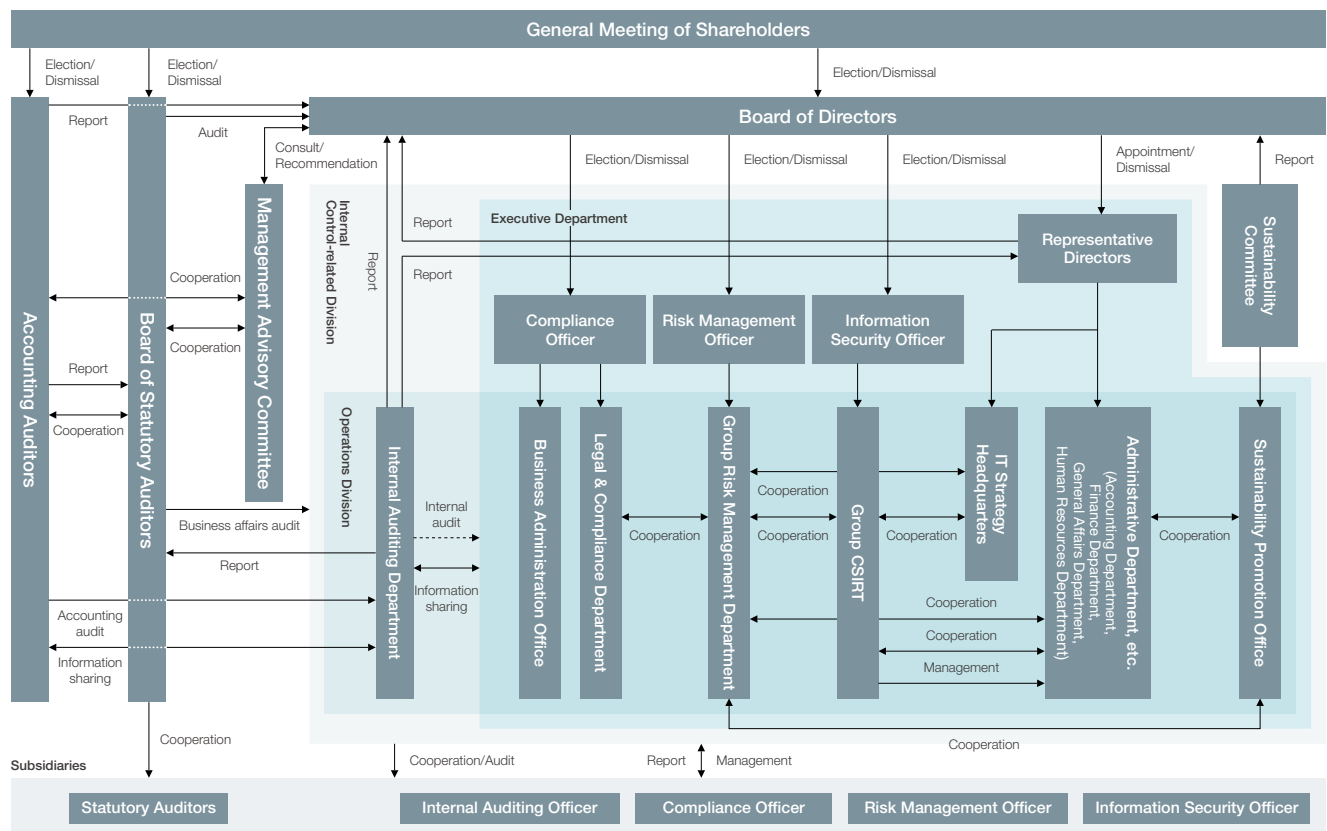 General Meeting of Shareholders
Election/
Dismissal
Election/
Dismissal
Election/Dismissal
Board of Directors
Report
Audit
Consult/
Recommendation
Election/Dismissal
Election/Dismissal
Election/Dismissal
Appointment/
Dismissal
Report
Accounting Auditors
Board of Statutory Auditors
Management Advisory Committee
Cooperation
Cooperation
Report
Cooperation
Business affairs audit
Report
Accounting
audit
Information
sharing
Internal
Control-related Division
Report
Report
Report
Executive Department
Representative
Directors
Sustainability
Committee
Compliance
Officer
Risk Management
Officer
Information
Security Officer
Operations Division
Internal Auditing Department
Internal
audit
Information
sharing
Business Administration Office
Legal & Compliance Department
Cooperation
Group Risk Management Department
Cooperation
Cooperation
Group CSIRT
Cooperation
IT Strategy
Headquarters
Cooperation
Cooperation
Management
Administrative Department, etc.
(Accounting Department,
Finance Department,
General Affairs Department,
Human Resources Department)
Cooperation
Sustainability Promotion Office
Cooperation
Cooperation
Cooperation/Audit
Report
Management
Subsidiaries
Statutory Auditors
Internal Auditing Officer
Compliance Officer
Risk Management Officer
Information Security Officer